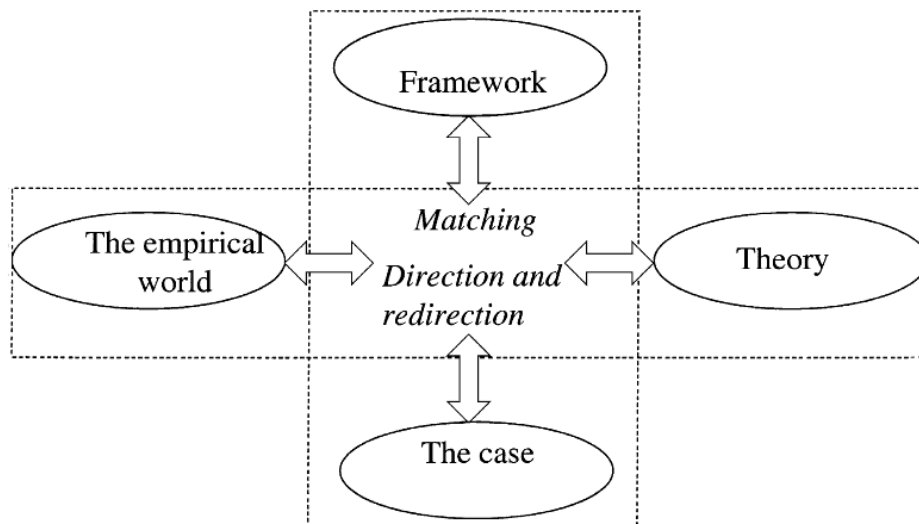 Framework
Matching
The empirical
world
Direction and
redirection
Theory
The case